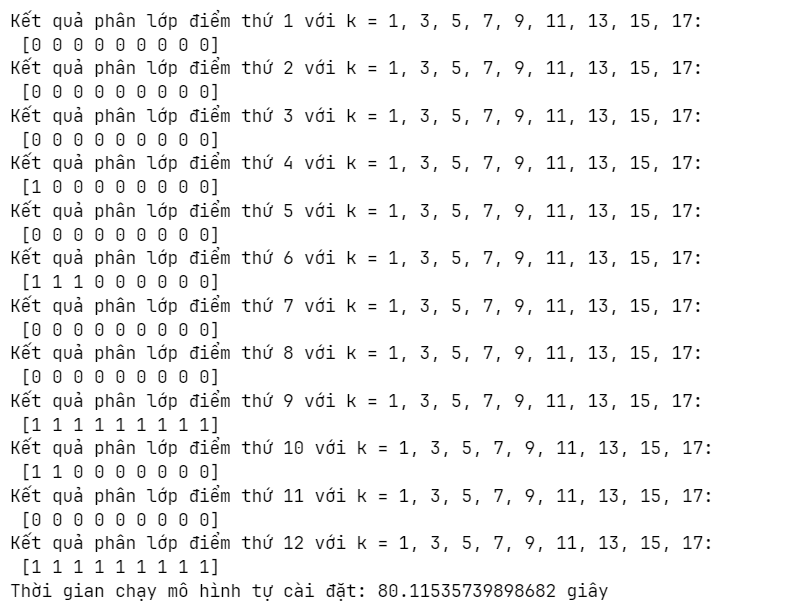 Kết quả phân lớp điểm thứ 1 với k = 1, 3, 5, 7, 9, 11, 13, 15, 17:
[0 0 0 0 0 0 0 0 0]
Kết quả phân lớp điểm thứ 2 với k = 1, 3, 5, 7, 9, 11, 13, 15, 17:
[0 0 0 0 0 0 0 0 0]
Kết quả phân lớp điểm thứ 3 với k = 1, 3, 5, 7, 9, 11, 13, 15, 17:
[0 0 0 0 0 0 0 0 0]
Kết quả phân lớp điểm thứ 4 với k = 1, 3, 5, 7, 9, 11, 13, 15, 17:
[1 0 0 0 0 0 0 0 0]
Kết quả phân lớp điểm thứ 5 với k = 1, 3, 5, 7, 9, 11, 13, 15, 17:
[0 0 0 0 0 0 0 0 0]
Kết quả phân lớp điểm thứ 6 với k = 1, 3, 5, 7, 9, 11, 13, 15, 17:
[1 1 1 0 0 0 0 0 0]
Kết quả phân lớp điểm thứ 7 với k = 1, 3, 5, 7, 9, 11, 13, 15, 17:
[0 0 0 0 0 0 0 0 0]
Kết quả phân lớp điểm thứ 8 với k = 1, 3, 5, 7, 9, 11, 13, 15, 17:
[0 0 0 0 0 0 0 0 0]
Kết quả phân lớp điểm thứ 9 với k = 1, 3, 5, 7, 9, 11, 13, 15, 17:
[1 1 1 1 1 1 1 1 1]
Kết quả phân lớp điểm thứ 10 với k = 1, 3, 5, 7, 9, 11, 13, 15, 17:
[1 1 0 0 0 0 0 0 0]
Kết quả phân lớp điểm thứ 11 với k = 1, 3, 5, 7, 9, 11, 13, 15, 17:
[0 0 0 0 0 0 0 0 0]
Kết quả phân lớp điểm thứ 12 với k = 1, 3, 5, 7, 9, 11, 13, 15, 17:
[1 1 1 1 1 1 1 1 1]
Thời gian chạy mô hình tự cài đặt: 80.11535739898682 giây